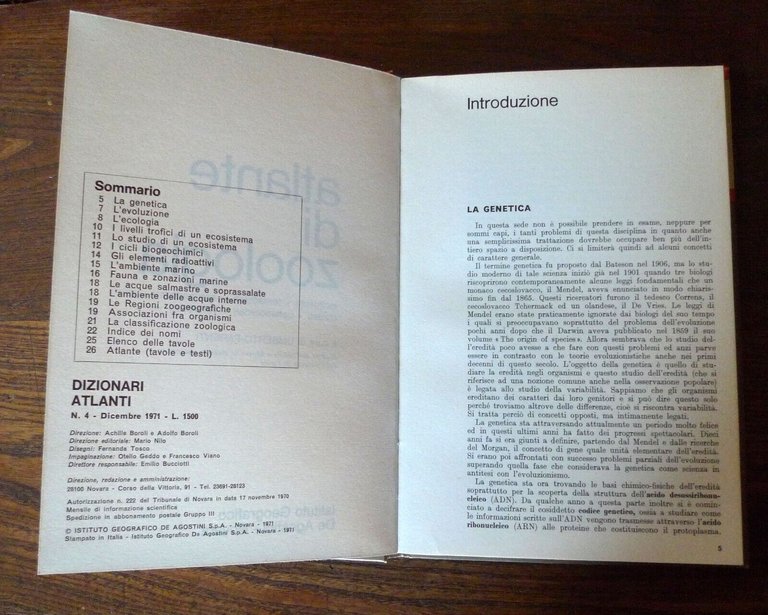 Sommario
5 La genetica
7 L'evoluzione
8 L'ecologia
10 I livelli trofici di un ecosistema
11 Lo studio di un ecosistema
12 I cicli biogeochimici
14 Gli elementi radioattivi
15 L'ambiente marino
16 Fauna e zonazioni marine
18 Le acque salmastre e soprassalate
18 L'ambiente delle acque interne
19 Le Regioni zoogeografiche
19 Associazioni fra organismi
21 La classificazione zoologica
22 Indice dei nomi
25 Elenco delle tavole
26 Atlante (tavole e testi)
DIZIONARI
ATLANTI
N. 4 - Dicembre 1971 - L. 1500
Direzione: Achille Boroli e Adolfo Boroli
Direzione editoriale: Mario Nilo
Disegni: Fernanda Tosco
Impaginazione: Otello Geddo e Francesco Viano
Direttore responsabile: Emilio Bucciotti
Direzione, redazione e amministrazione:
28100 Novara - Corso della Vittoria, 91 - Tel. 23691-28123
Autorizzazione n. 222 del Tribunale di Novara in data 17 novembre 1970
Mensile di informazione scientifica
Spedizione in abbonamento postale Gruppo III
© ISTITUTO GEOGRAFICO DE AGOSTINI S.p.A. - Novara - 1971
Stampato in Italia - Istituto Geografico De Agostini S.p.A. - Novara - 1971
Introduzione
LA GENETICA
In questa sede non è possibile prendere in esame, neppure per
sommi capi, i tanti problemi di questa disciplina in quanto anche
una semplicissima trattazione dovrebbe occupare ben più dell'in-
tiero spazio a disposizione. Ci si limiterà quindi ad alcuni concetti
di carattere generale.
Il termine genetica fu proposto dal Bateson nel 1906, ma lo stu-
dio moderno di tale scienza iniziò già nel 1901 quando tre biologi
riscoprirono contemporaneamente alcune leggi fondamentali che un
monaco cecoslovacco, il Mendel, aveva enunciato in modo chiaris-
simo fin dal 1865. Questi ricercatori furono il tedesco Correns, il
cecoslovacco Tchermack ed un olandese, il De Vries. Le leggi di
Mendel erano state praticamente ignorate dai biologi del suo tempo
i quali si preoccupavano soprattutto del problema dell'evoluzione
pochi anni dopo che il Darwin aveva pubblicato nel 1859 il suo
volume « The origin of species ». Allora sembrava che lo studio del-
l'eredità poco avesse a che fare con questi problemi ed anzi parve
essere in contrasto con le teorie evoluzionistiche anche nei primi
decenni di questo secolo. L'oggetto della genetica è quello di stu-
diare la eredità negli organismi e questo studio dell'eredità (che si
riferisce ad una nozione comune anche nella osservazione popolare)
è legata allo studio della variabilità. Sappiamo che gli organismi
ereditano dei caratteri dai loro genitori e si può dire questo solo
perché troviamo altrove delle differenze, cioè si riscontra variabilità.
Si tratta perciò di concetti opposti, ma intimamente legati.
La genetica sta attraversando attualmente un periodo molto felice
ed in questi ultimi anni ha fatto dei progressi spettacolari. Dieci
anni fa si era giunti a definire, partendo dal Mendel e dalle ricerche
del Morgan, il concetto di gene quale unità elementare dell'eredità.
Si erano poi affrontati con successo problemi parziali dell'evoluzione
superando quella fase che considerava la genetica come scienza in
antitesi con l'evoluzionismo.
La genetica sta ora trovando le basi chimico-fisiche dell'eredità
soprattutto per la scoperta della struttura dell'acido desossiribonu-
cleico (ADN). Da qualche anno a questa parte inoltre si è comin-
ciato a decifrare il cosiddetto codice genetico, ossia a studiare come
le informazioni scritte sull'ADN vengono trasmesse attraverso l'acido
ribonucleico (ARN) alle proteine che costituiscono il protoplasma.
5